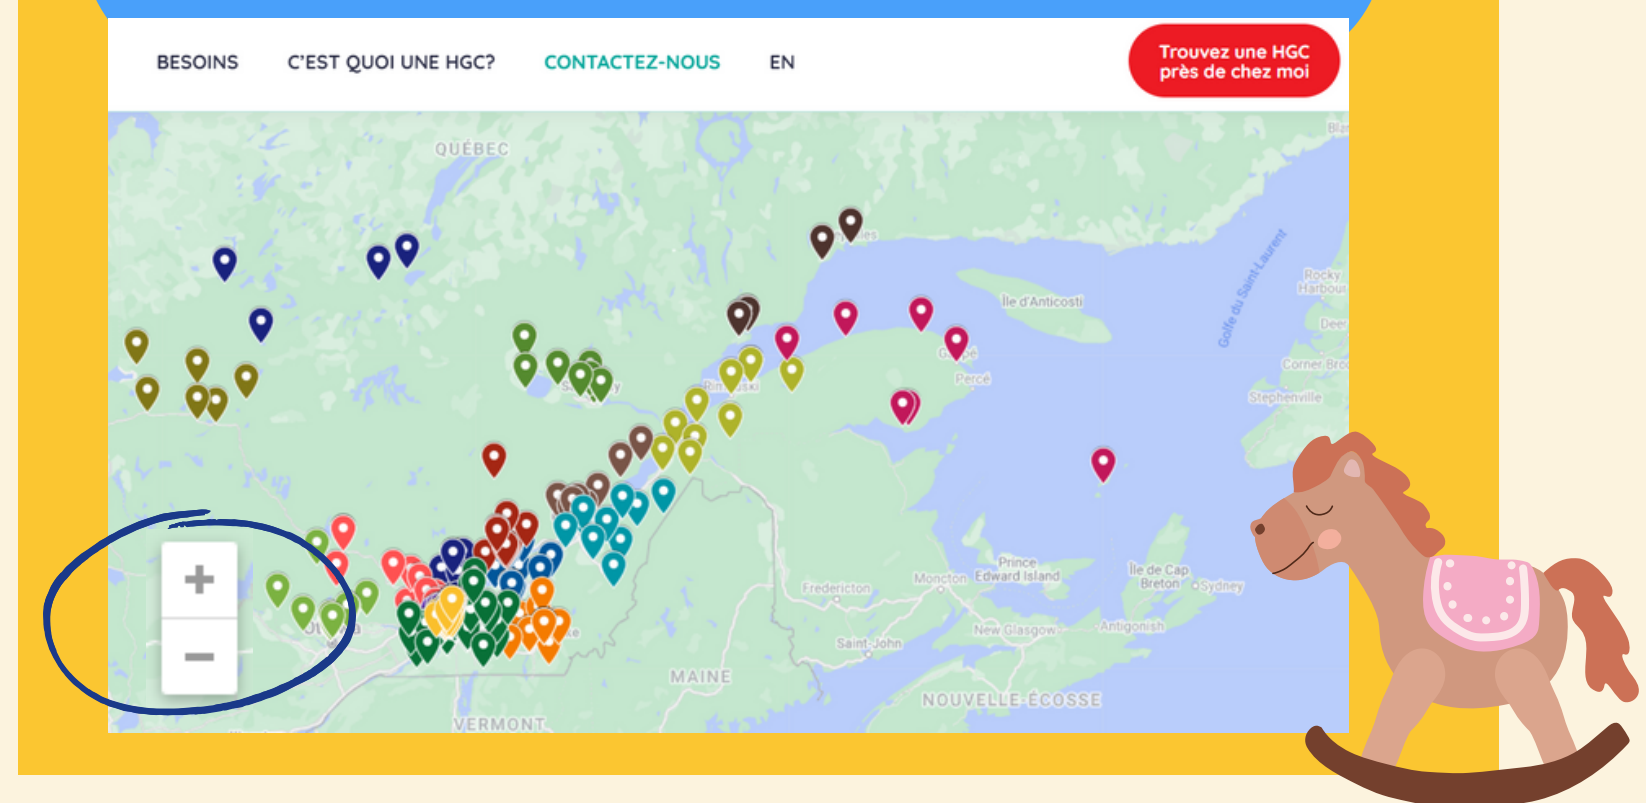 BESOINS
C'EST QUOI UNE HGC?
CONTACTEZ-NOUS
EN
Trouvez une HGC
près de chez moi
QUÉBEC
Île d'Anticosti
Golfe du Saint-Laurent
Rocky
Harbour
Deer
Corner Bro
Stephenville
Percé
Prince
Edward Island
Île de Cap
Breton
Sydney
Moncton
Fredericton
New Glasgow
Antigonish
Saint-John
MAINE
NOUVELLE-ÉCOSSE
VERMONT